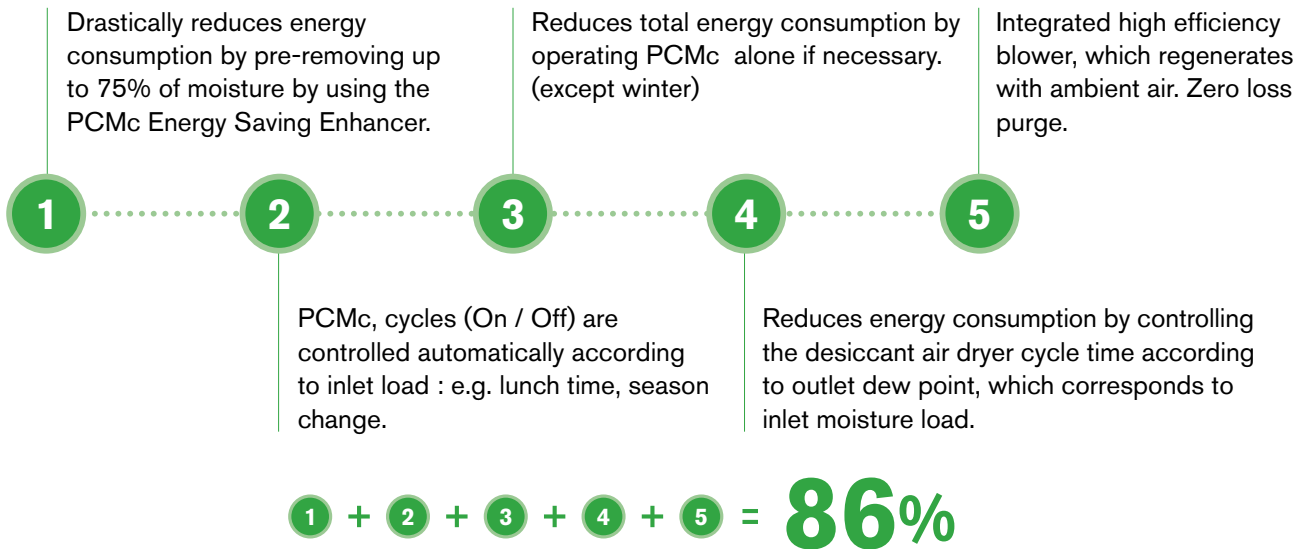 Drastically reduces energy
consumption by pre-removing up
to 75% of moisture by using the
PCMc Energy Saving Enhancer.
Reduces total energy consumption by
operating PCMc alone if necessary.
(except winter)
Integrated high efficiency
blower, which regenerates
with ambient air. Zero loss
purge.
1 2 3 4 5
PCMc, cycles (On / Off) are
controlled automatically according
to inlet load : e.g. lunch time, season
change.
Reduces energy consumption by controlling
the desiccant air dryer cycle time according
to outlet dew point, which corresponds to
inlet moisture load.
1 + 2 + 3 + 4 + 5 = 86%